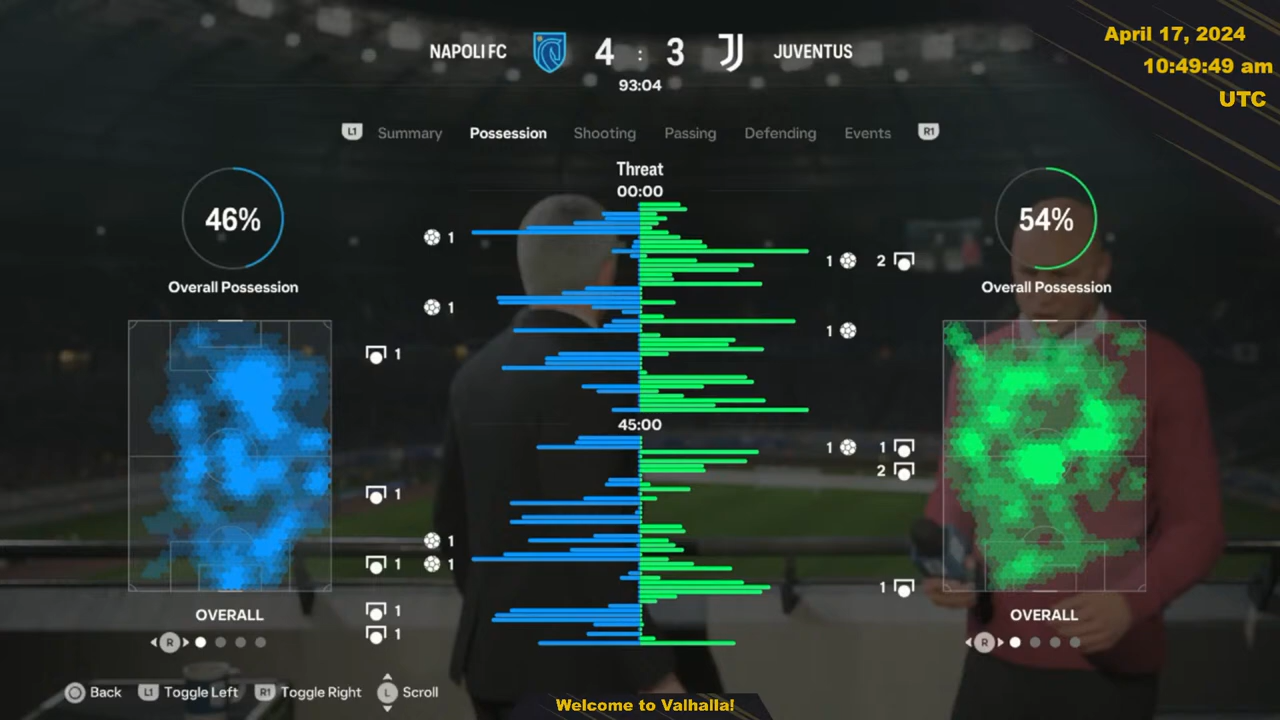 NAPOLI FC 4 : 3 JUVENTUS
93:04
April 17, 2024
10:49:49 am
UTC
L1 Summary Possession Shooting Passing Defending Events R1
Threat
00:00
46%
Overall Possession
54%
Overall Possession
1
1 2
1
1
1
45:00
1 1
2
1
1
1 1
1
1
1
OVERALL
R
OVERALL
R
Back L1 Toggle Left R1 Toggle Right L Scroll
Welcome to Valhalla!